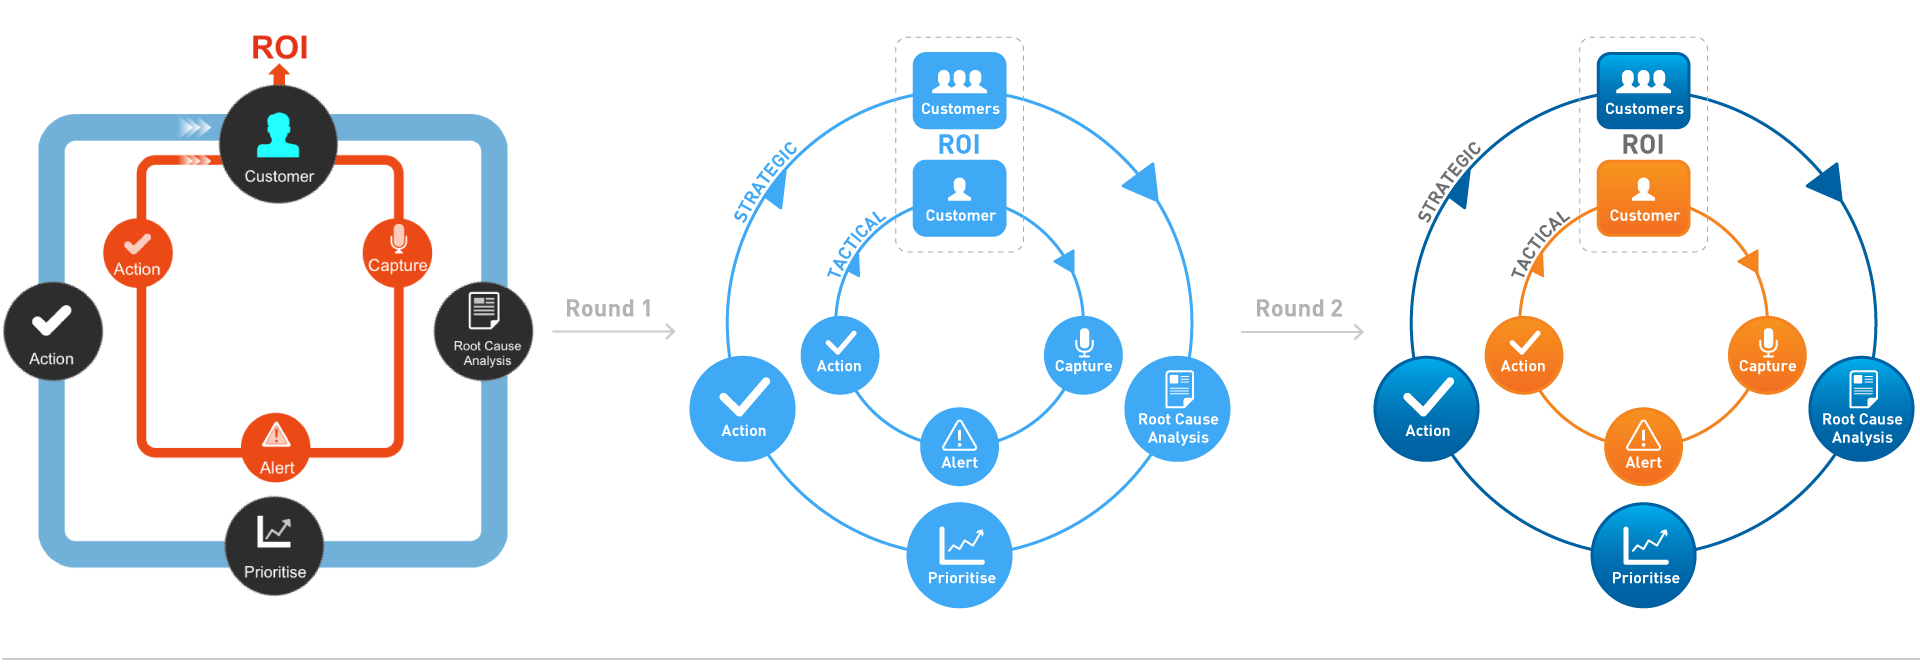 ROI
Customer
Action
Capture
Action
Root Cause
Analysis
Alert
Prioritise
Round 1
Customers
ROI
STRATEGIC
Customer
TACTICAL
Action
Capture
Action
Root Cause
Analysis
Alert
Prioritise
Round 2
Customers
ROI
STRATEGIC
Customer
TACTICAL
Action
Capture
Action
Root Cause
Analysis
Alert
Prioritise